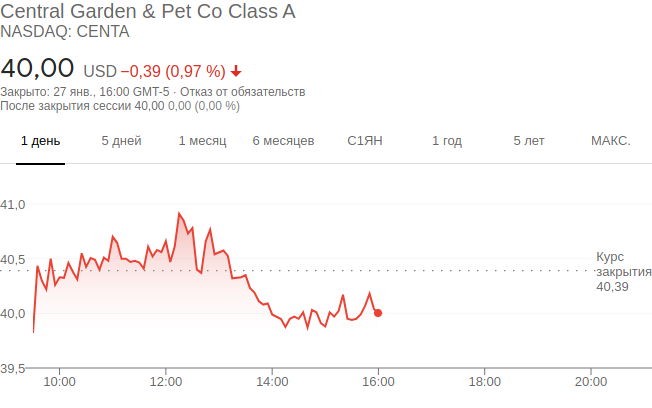 Central Garden & Pet Co Class A
NASDAQ: CENTA
40,00 USD −0,39 (0,97 %)
Закрыто: 27 янв., 16:00 GMT-5 · Отказ от обязательств
После закрытия сессии 40,00 0,00 (0,00 %)
1 день 5 дней 1 месяц 6 месяцев С1ЯН 1 год 5 лет МАКС.
41,0
40,5
Курс
закрытия
40,39
40,0
39,5
10:00 12:00 14:00 16:00 18:00 20:00